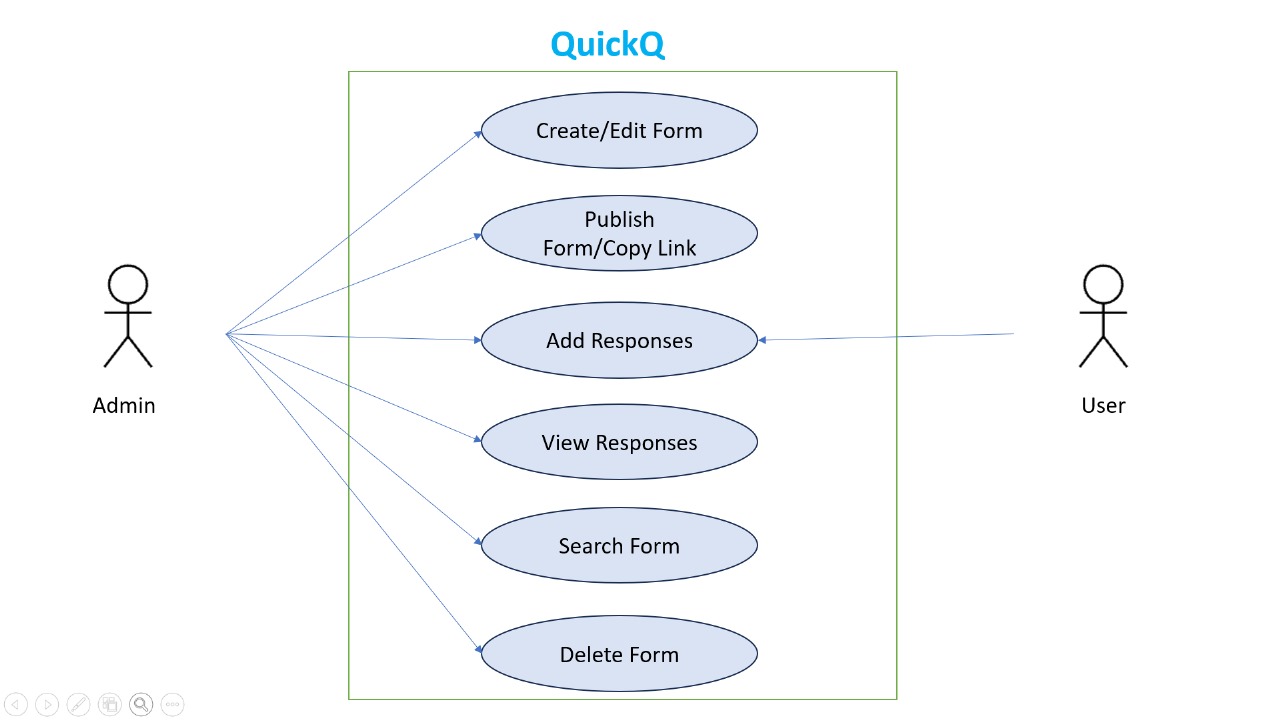 QuickQ
Create/Edit Form
Publish
Form/Copy Link
Add Responses
View Responses
Search Form
Delete Form
Admin
User